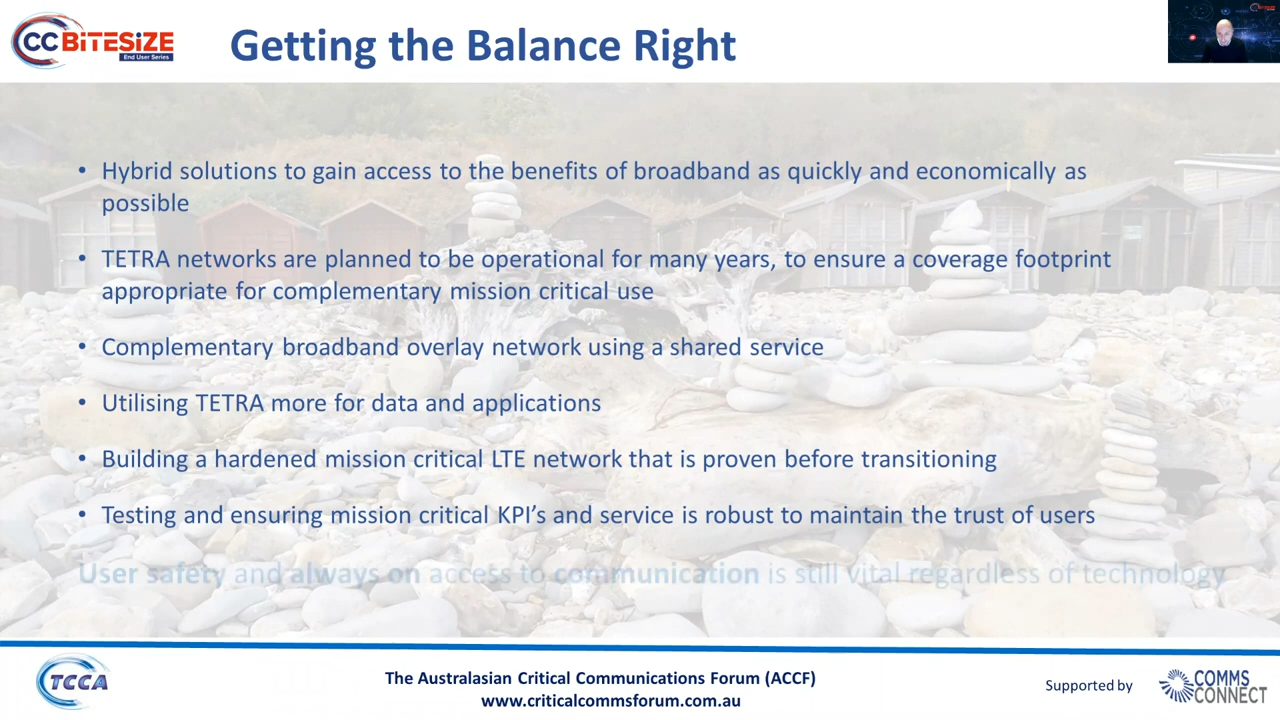 CCBiTESiZE
End User Series
Getting the Balance Right
• Hybrid solutions to gain access to the benefits of broadband as quickly and economically as
possible
• TETRA networks are planned to be operational for many years, to ensure a coverage footprint
appropriate for complementary mission critical use
• Complementary broadband overlay network using a shared service
• Utilising TETRA more for data and applications
• Building a hardened mission critical LTE network that is proven before transitioning
• Testing and ensuring mission critical KPI's and service is robust to maintain the trust of users
User safety and always on access to communication is still vital regardless of technology
TCCA
The Australasian Critical Communications Forum (ACCF)
www.criticalcommsforum.com.au
Supported by
COMMS
CONNECT